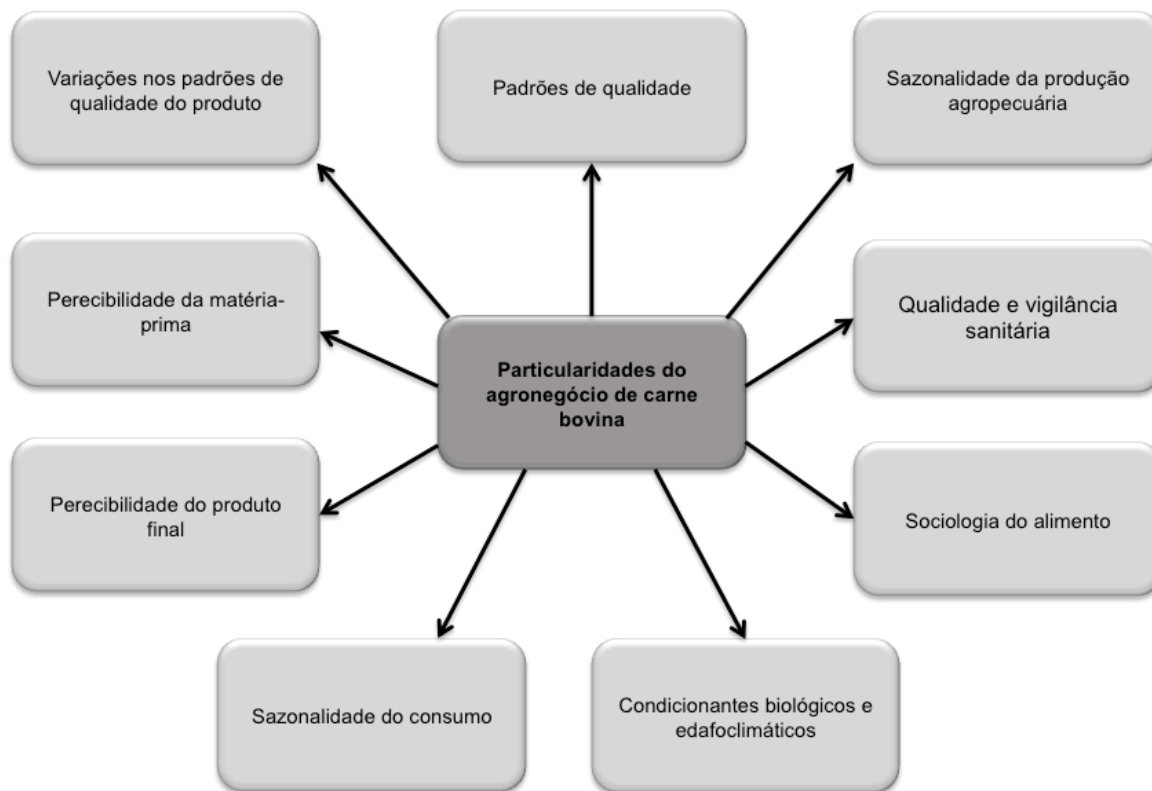 Variações nos padrões de
qualidade do produto
Padrões de qualidade
Sazonalidade da produção
agropecuária
Perecibilidade da matéria-
prima
Qualidade e vigilância
sanitária
Particularidades do
agronegócio de carne
bovina
Perecibilidade do produto
final
Sociologia do alimento
Sazonalidade do consumo
Condicionantes biológicos e
edafoclimáticos